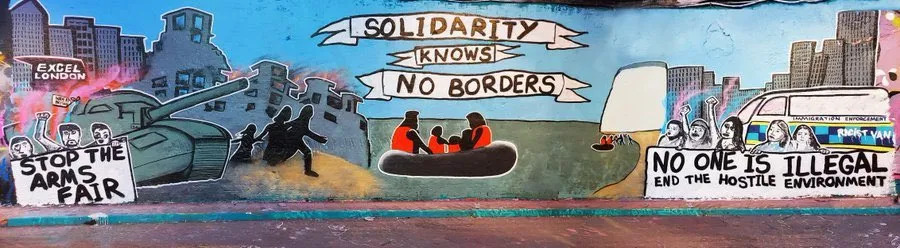 EXCEL
LONDON
STOP THE
ARMS
FAIR
SOLIDARITY
KNOWS
NO BORDERS
IMMIGRATION ENFORCEMENT
RACIST VAN
NO ONE IS ILLEGAL
END THE HOSTILE ENVIRONMENT